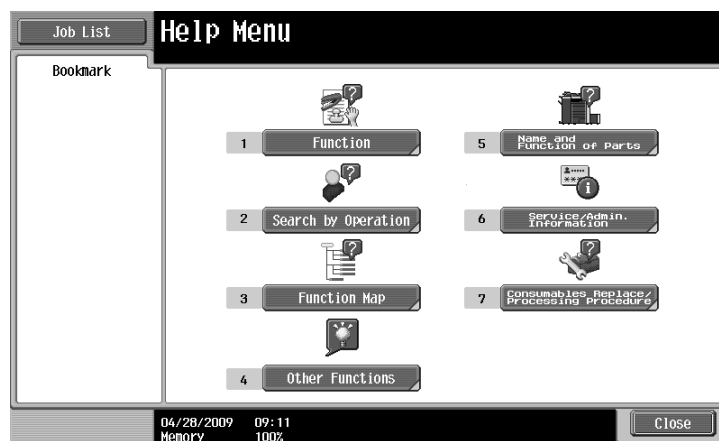 Job List
Help Menu
Bookmark
1 Function
2 Search by Operation
3 Function Map
4 Other Functions
5 Name and
Function of Parts
6 Service/Admin.
Information
7 Consumables Replace/
Processing Procedure
04/28/2009 09:11
Memory 100%
Close